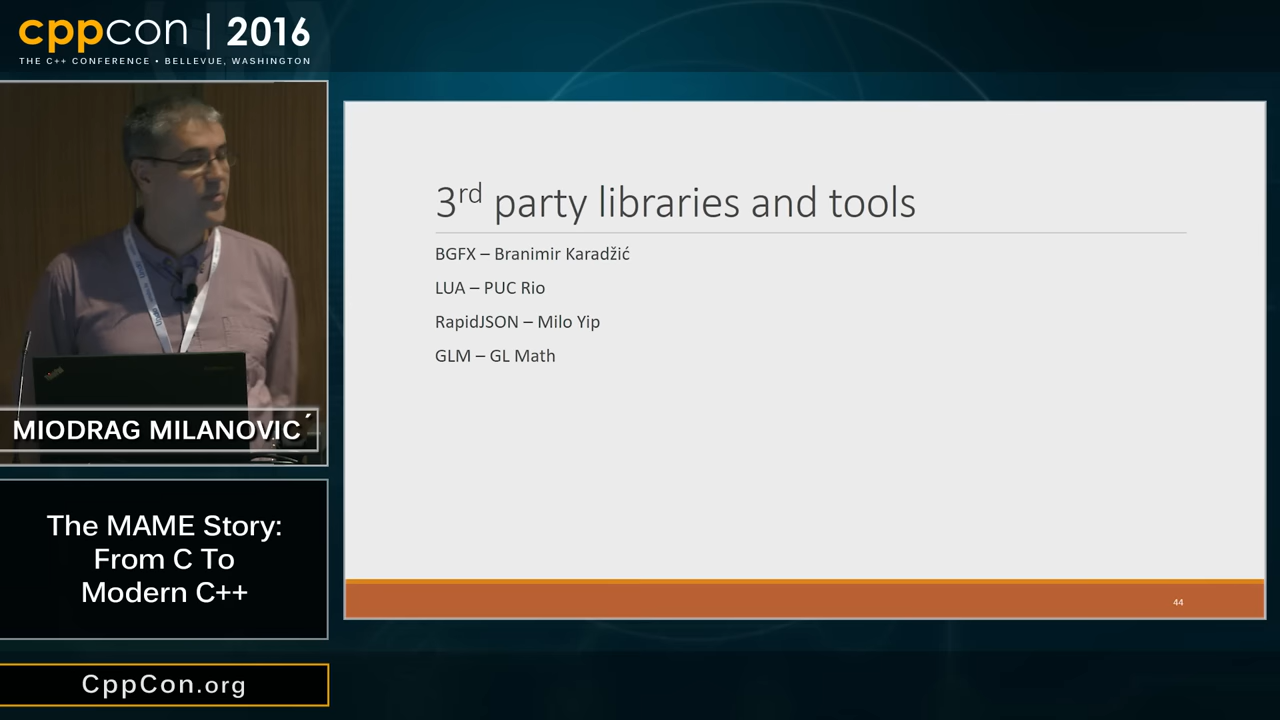 cppcon | 2016
THE C++ CONFERENCE • BELLEVUE, WASHINGTON
MIODRAG MILANOVIC´
The MAME Story:
From C To
Modern C++
CppCon.org
3rd party libraries and tools
BGFX – Branimir Karadžić
LUA – PUC Rio
RapidJSON – Milo Yip
GLM – GL Math
44